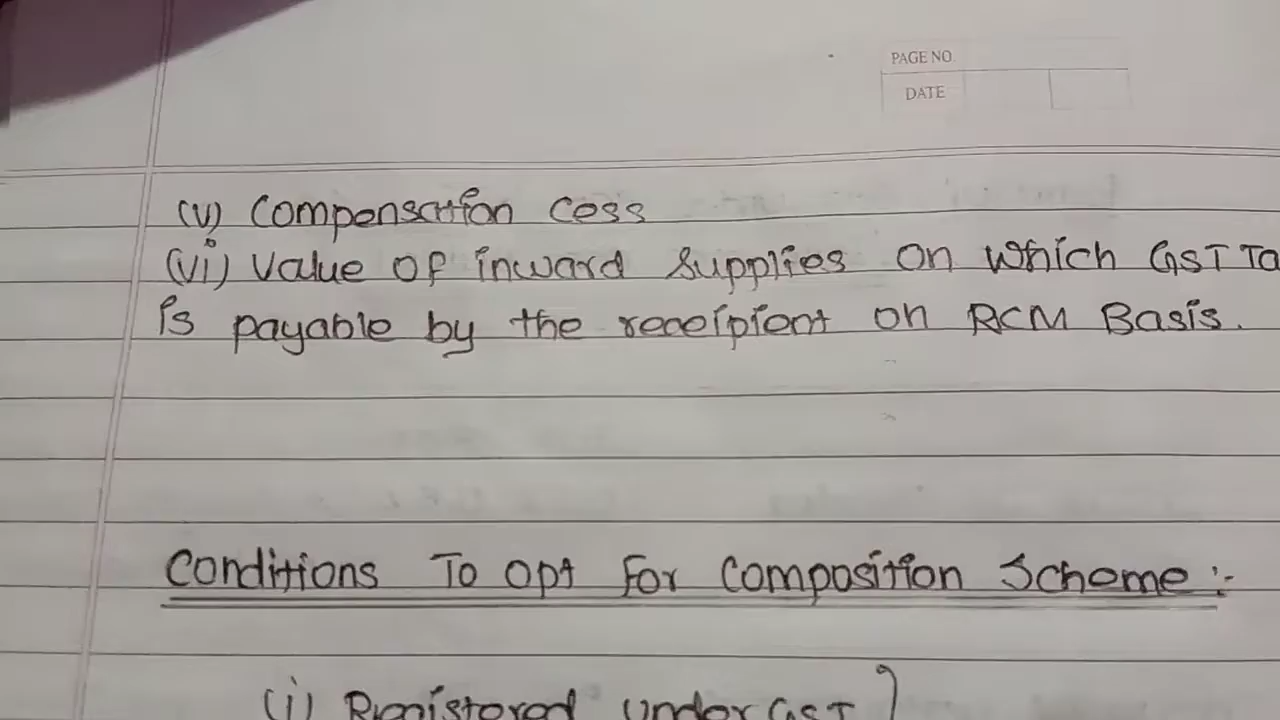 PAGE NO.
DATE
(v) Compensation Cess
(vi) Value of inward Supplies on which GST Ta
is payable by the receipient on RCM Basis.
Conditions To opt For Composition Scheme :-
(i) Registered under GST }